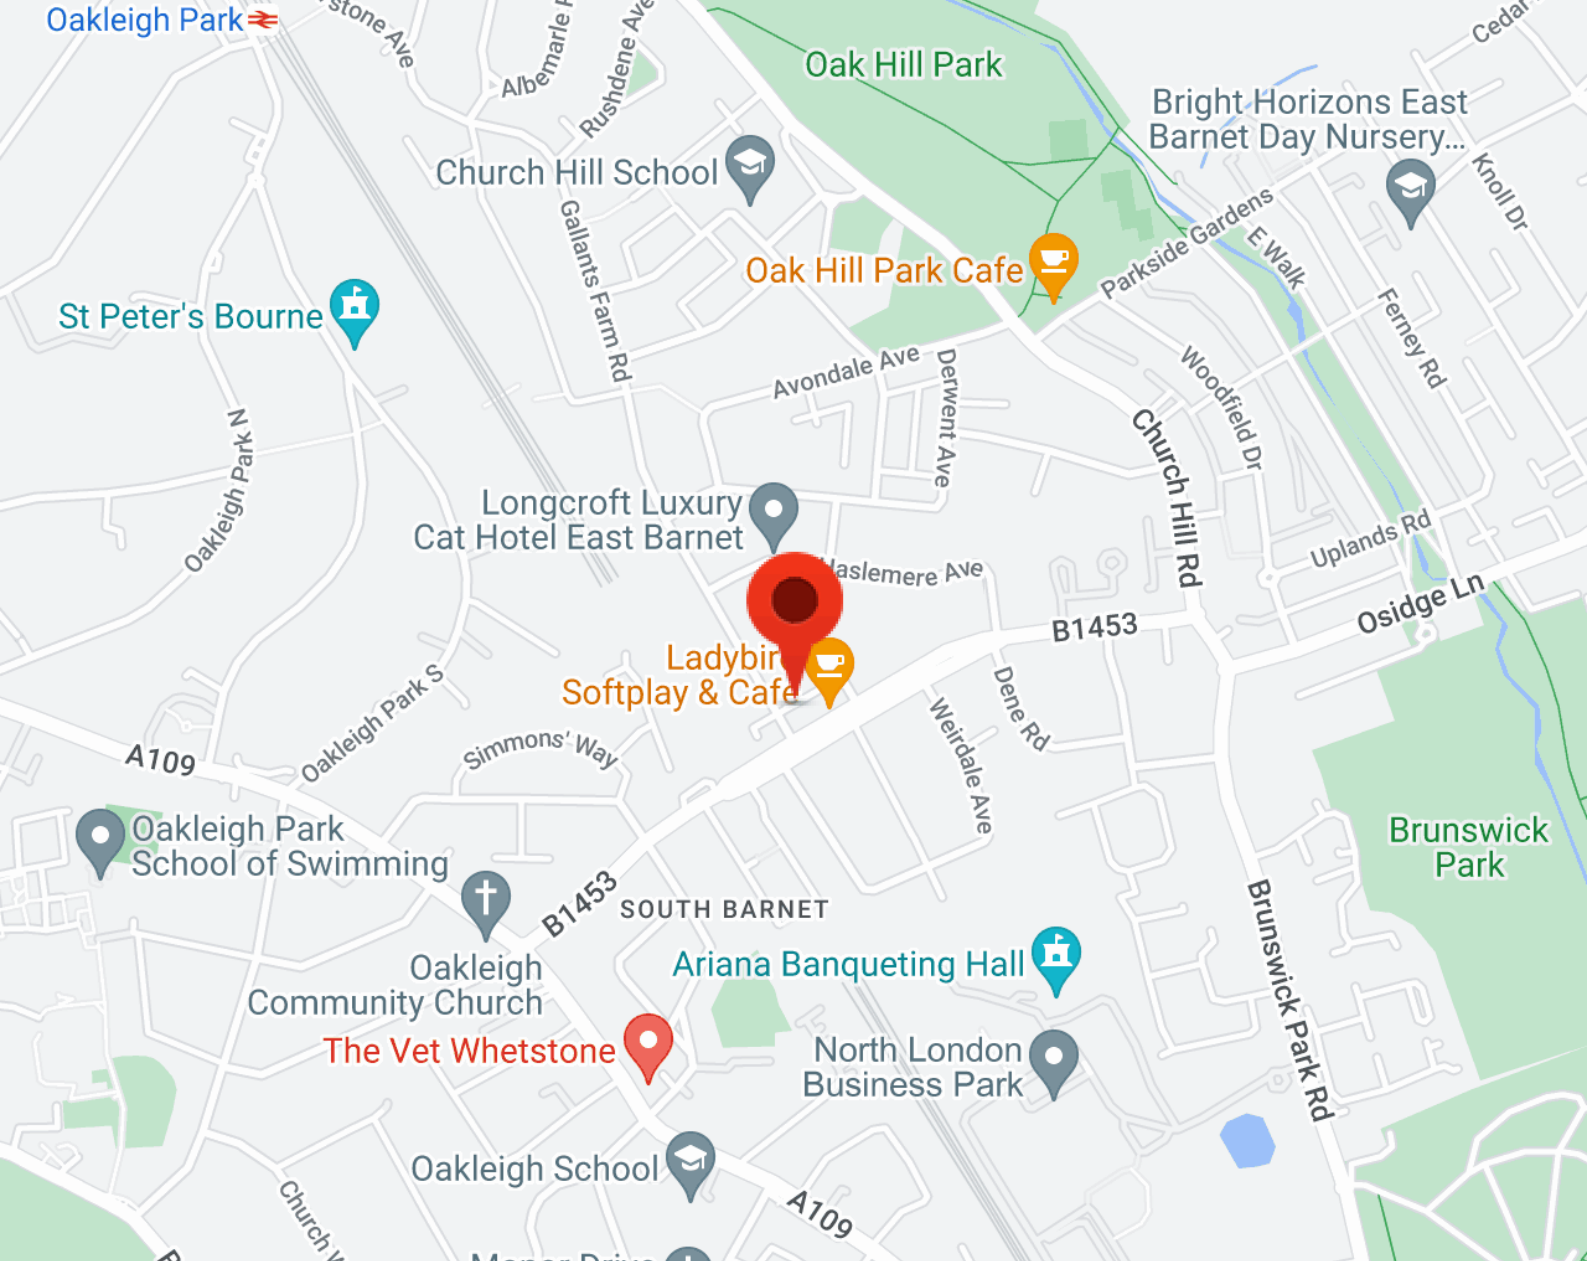 Oakleigh Park
stone Ave
Albemarle
Rushdene Ave
Oak Hill Park
Cedar
Bright Horizons East
Barnet Day Nursery...
Church Hill School
Knoll Dr
Gallants Farm Rd
Parkside Gardens
E Walk
Oak Hill Park Cafe
St Peter's Bourne
Ferney Rd
Avondale Ave
Derwent Ave
Woodfield Dr
Oakleigh Park N
Church Hill Rd
Longcroft Luxury
Cat Hotel East Barnet
Uplands Rd
Haslemere Ave
Osidge Ln
B1453
Ladybird
Softplay & Cafe
Oakleigh Park S
Dene Rd
Weirdale Ave
Simmons' Way
A109
Oakleigh Park
School of Swimming
Brunswick
Park
B1453
SOUTH BARNET
Brunswick Park Rd
Oakleigh
Community Church
Ariana Banqueting Hall
The Vet Whetstone
North London
Business Park
Oakleigh School
Church W
A109
Manor Drive